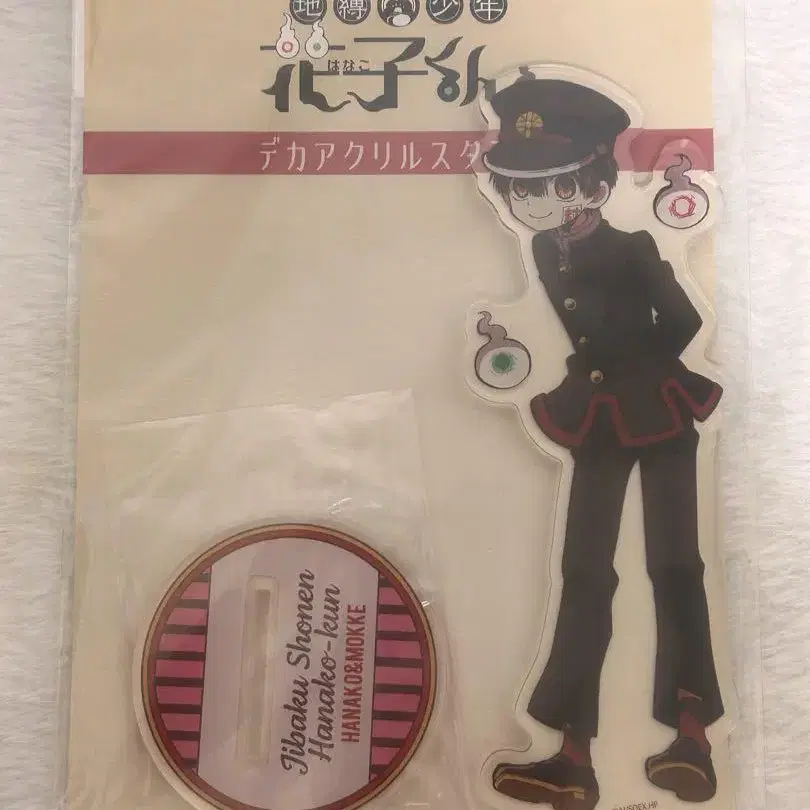 地縛少年
花子くん
はなこ
デカアクリルスタ
封
Jibaku Shonen
Hanako-kun
HANAKO&MOKKE